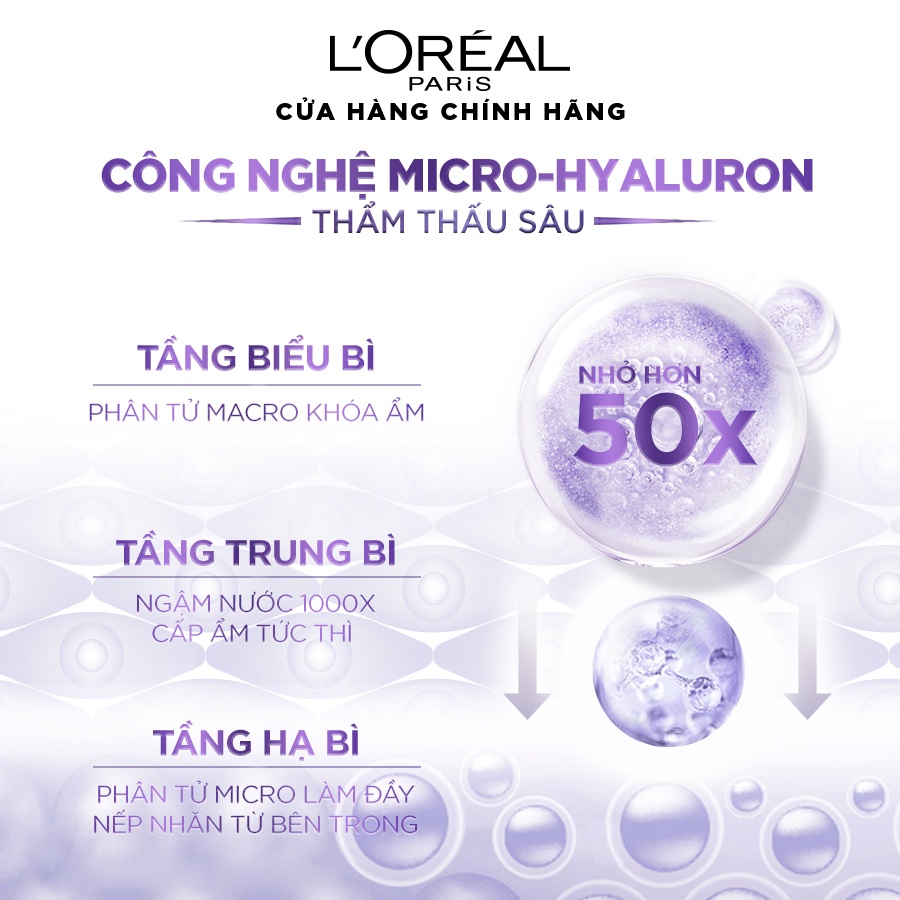 L'ORÉAL
PARiS
CỬA HÀNG CHÍNH HÃNG
CÔNG NGHỆ MICRO-HYALURON
THẨM THẤU SÂU
TẦNG BIỂU BÌ
PHÂN TỬ MACRO KHÓA ẨM
NHỎ HƠN
50X
TẦNG TRUNG BÌ
NGẬM NƯỚC 1000X
CẤP ẨM TỨC THÌ
TẦNG HẠ BÌ
PHÂN TỬ MICRO LÀM ĐẦY
NẾP NHĂN TỪ BÊN TRONG